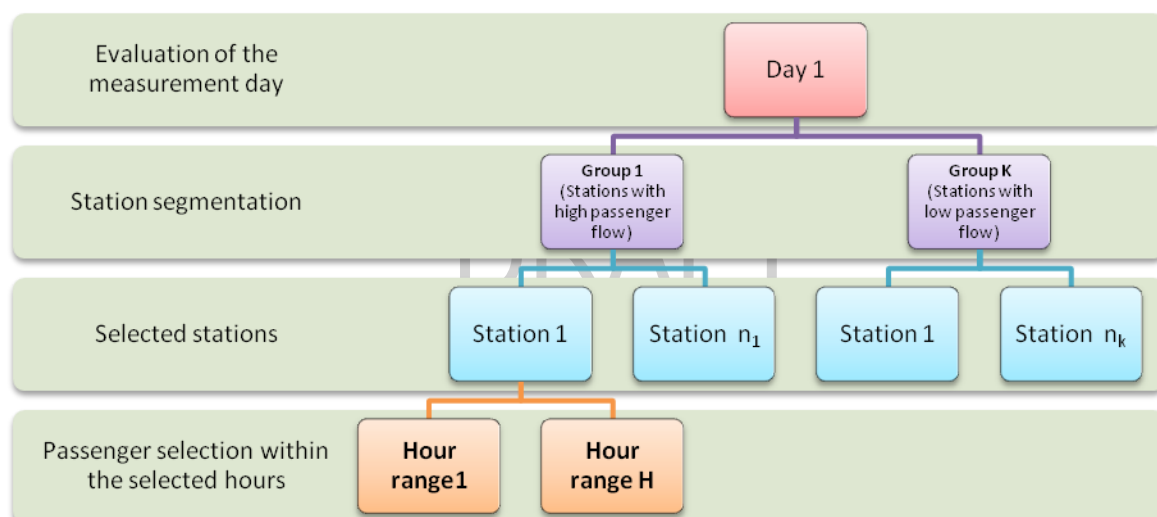 Evaluation of the
measurement day
Day 1
Station segmentation
Group 1
(Stations with
high passenger
flow)
Group K
(Stations with
low passenger
flow)
Selected stations
Station 1
Station n₁
Station 1
Station nₖ
Passenger selection within
the selected hours
Hour
range1
Hour
range H